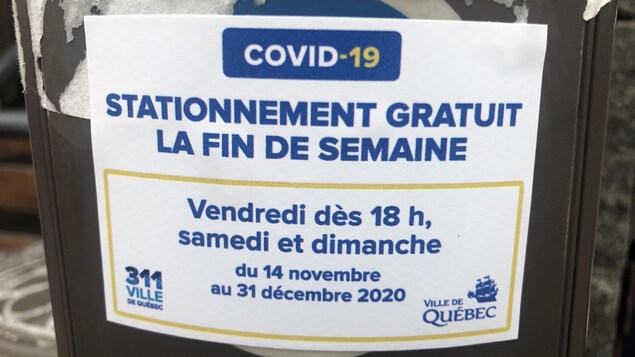 COVID-19
STATIONNEMENT GRATUIT
LA FIN DE SEMAINE
Vendredi dès 18 h,
samedi et dimanche
du 14 novembre
au 31 décembre 2020
311
VILLE
DE QUÉBEC
VILLE DE
QUÉBEC